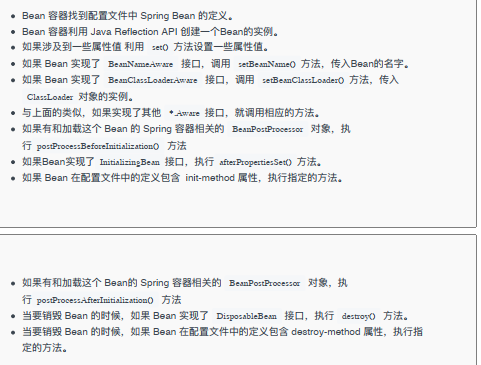 Bean 容器找到配置文件中 Spring Bean 的定义。
Bean 容器利用 Java Reflection API 创建一个Bean的实例。
如果涉及到一些属性值 利用 set() 方法设置一些属性值。
如果 Bean 实现了 BeanNameAware 接口，调用 setBeanName() 方法，传入Bean的名字。
如果 Bean 实现了 BeanClassLoaderAware 接口，调用 setBeanClassLoader() 方法，传入
ClassLoader 对象的实例。
与上面的类似，如果实现了其他 *.Aware 接口，就调用相应的方法。
如果有和加载这个 Bean 的 Spring 容器相关的 BeanPostProcessor 对象，执
行 postProcessBeforeInitialization() 方法
如果Bean实现了 InitializingBean 接口，执行 afterPropertiesSet() 方法。
如果 Bean 在配置文件中的定义包含 init-method 属性，执行指定的方法。
如果有和加载这个 Bean的 Spring 容器相关的 BeanPostProcessor 对象，执
行 postProcessAfterInitialization() 方法
当要销毁 Bean 的时候，如果 Bean 实现了 DisposableBean 接口，执行 destroy() 方法。
当要销毁 Bean 的时候，如果 Bean 在配置文件中的定义包含 destroy-method 属性，执行指
定的方法。